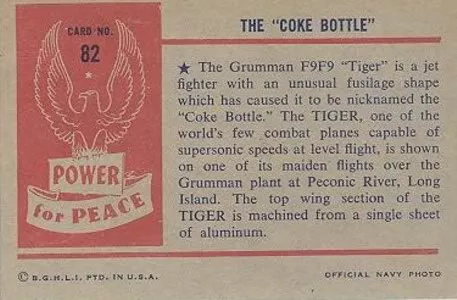 CARD NO.
82
POWER
for PEACE
THE "COKE BOTTLE"
★ The Grumman F9F9 "Tiger" is a jet
fighter with an unusual fusilage shape
which has caused it to be nicknamed the
"Coke Bottle." The TIGER, one of the
world's few combat planes capable of
supersonic speeds at level flight, is shown
on one of its maiden flights over the
Grumman plant at Peconic River, Long
Island. The top wing section of the
TIGER is machined from a single sheet
of aluminum.
© B.G.H.L.I. PTD. IN U.S.A.
OFFICIAL NAVY PHOTO